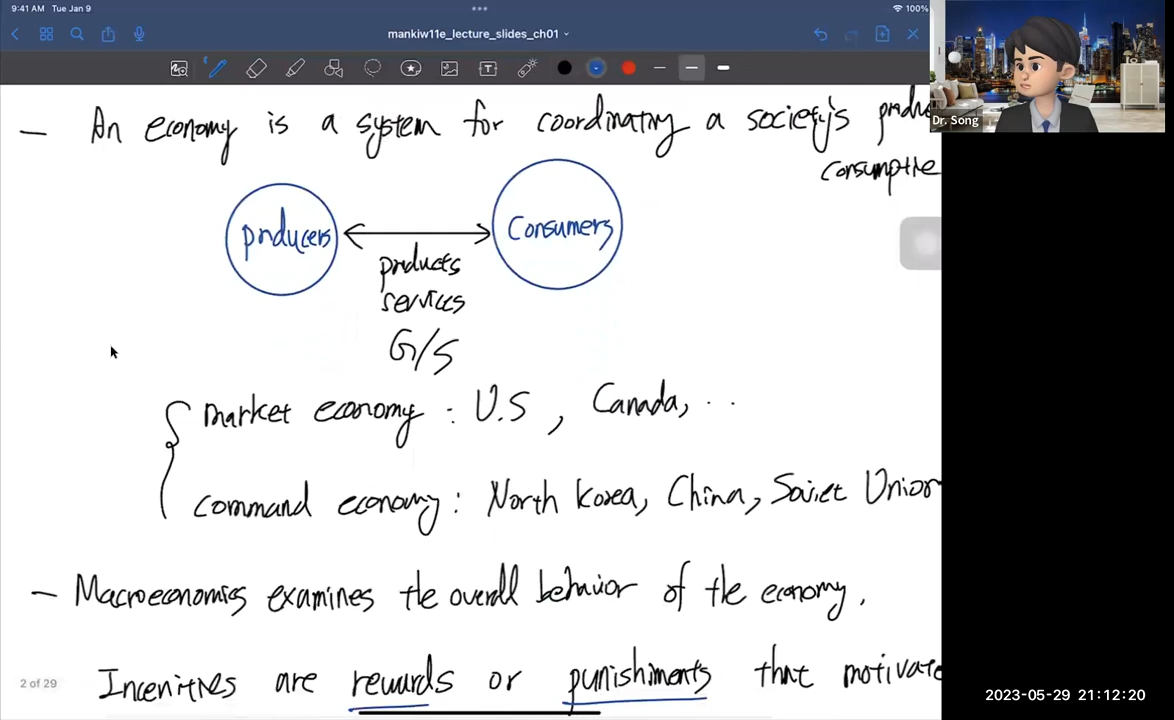 9:41 AM Tue Jan 9
100%
mankiw11e_lecture_slides_ch01
Dr. Song
– An economy is a system for coordinating a society's produ
consumptie
producers
consumers
products
services
G/S
market economy : U.S , Canada, ..
command economy : North Korea, China, Soviet Union
– Macroeconomics examines the overall behavior of the economy.
Incenities are rewards or punishments that motivate
2 of 29
2023-05-29 21:12:20